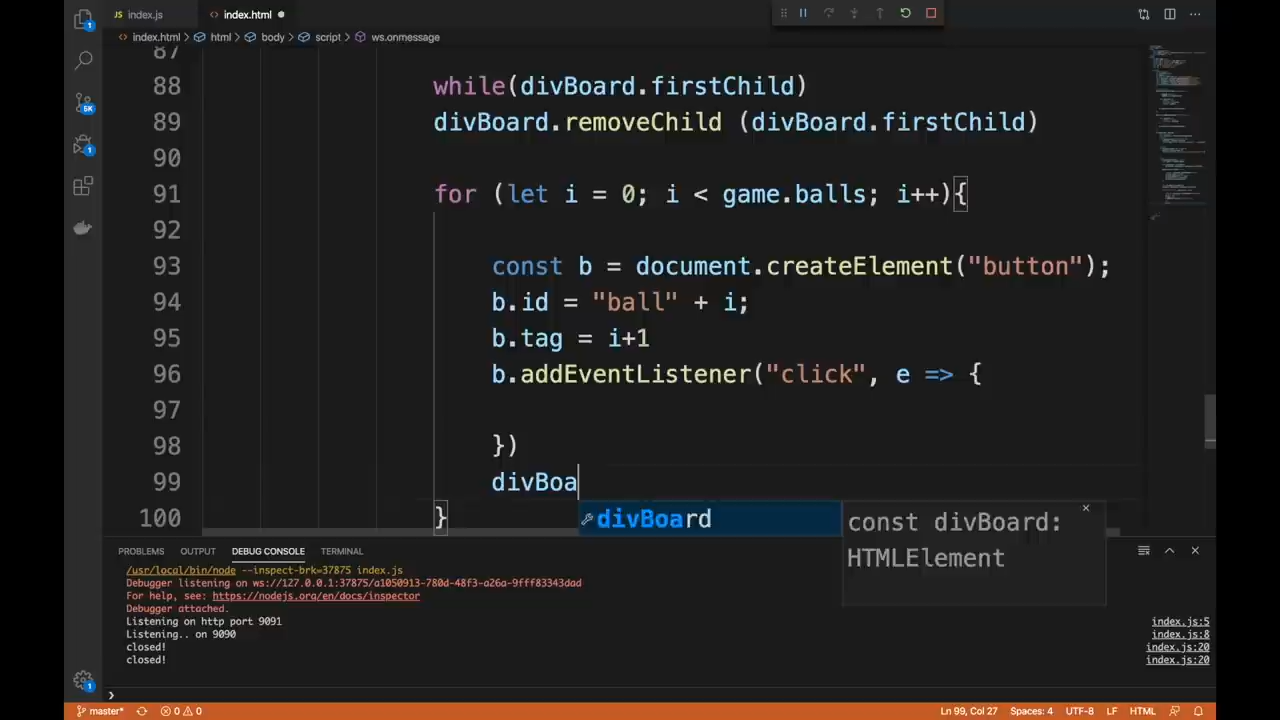 index.js
index.html
index.html > html > body > script > ws.onmessage
87
88 while(divBoard.firstChild)
89 divBoard.removeChild (divBoard.firstChild)
90
91 for (let i = 0; i < game.balls; i++){
92
93 const b = document.createElement("button");
94 b.id = "ball" + i;
95 b.tag = i+1
96 b.addEventListener("click", e => {
97
98 })
99 divBoa
100 }
divBoard
const divBoard:
HTMLElement
PROBLEMS OUTPUT DEBUG CONSOLE TERMINAL
/usr/local/bin/node --inspect-brk=37875 index.js
Debugger listening on ws://127.0.0.1:37875/a1050913-780d-48f3-a26a-9fff83343dad
For help, see: https://nodejs.org/en/docs/inspector
Debugger attached.
Listening on http port 9091 index.js:5
Listening.. on 9090 index.js:8
closed! index.js:20
closed! index.js:20
master* 0 0 Ln 99, Col 27 Spaces: 4 UTF-8 LF HTML